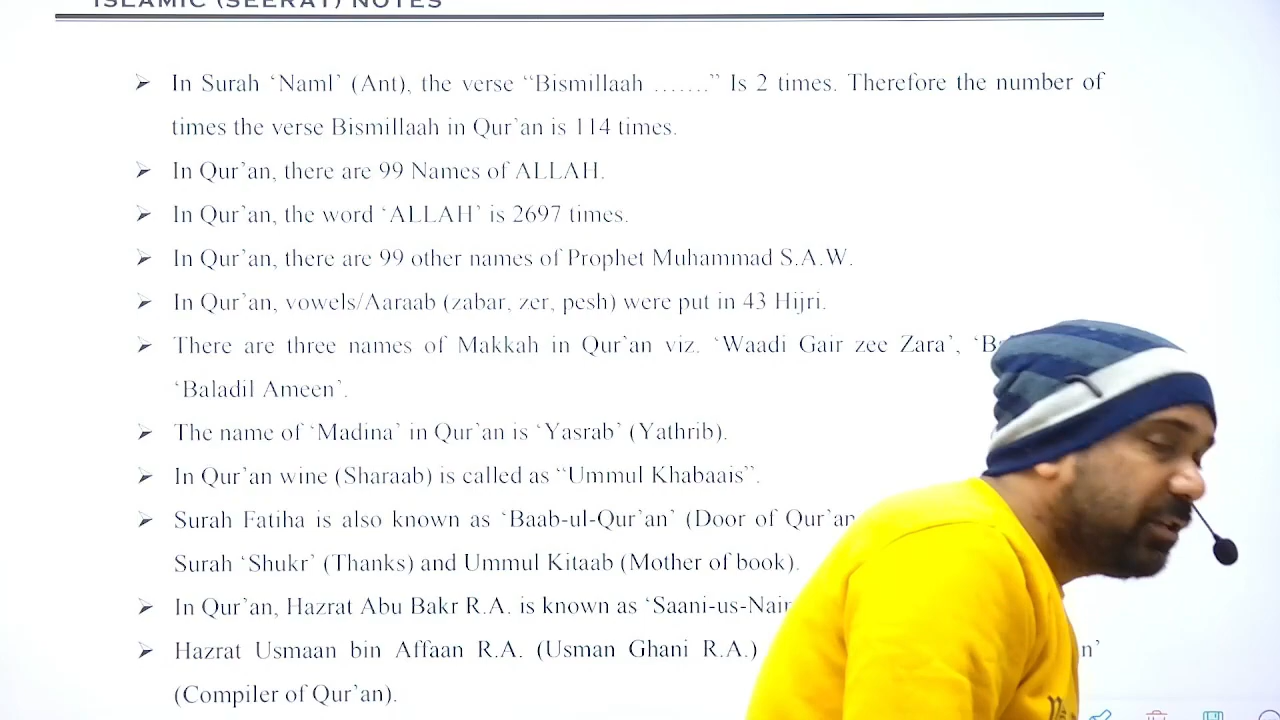 ISLAMIC (SEERAT) NOTES
➢ In Surah ‘Naml’ (Ant), the verse “Bismillaah …….” Is 2 times. Therefore the number of
times the verse Bismillaah in Qur’an is 114 times.
➢ In Qur’an, there are 99 Names of ALLAH.
➢ In Qur’an, the word ‘ALLAH’ is 2697 times.
➢ In Qur’an, there are 99 other names of Prophet Muhammad S.A.W.
➢ In Qur’an, vowels/Aaraab (zabar, zer, pesh) were put in 43 Hijri.
➢ There are three names of Makkah in Qur’an viz. ‘Waadi Gair zee Zara’,
‘Baladil Ameen’.
➢ The name of ‘Madina’ in Qur’an is ‘Yasrab’ (Yathrib).
➢ In Qur’an wine (Sharaab) is called as “Ummul Khabaais”.
➢ Surah Fatiha is also known as ‘Baab-ul-Qur’an’ (Door of Qur’an
Surah ‘Shukr’ (Thanks) and Ummul Kitaab (Mother of book).
➢ In Qur’an, Hazrat Abu Bakr R.A. is known as
➢ Hazrat Usmaan bin Affaan R.A. (Usman Ghani R.A.)
(Compiler of Qur’an).